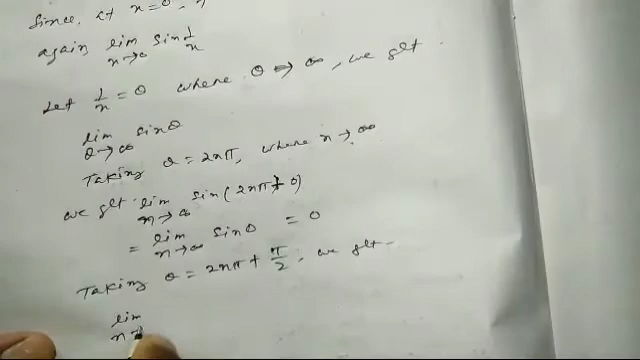 Since, at x = 0,
again lim x→0 sin 1/x
Let 1/x = θ where θ → ∞, we get
lim θ→∞ sin θ
Taking θ = 2nπ, where n → ∞
we get lim n→∞ sin(2nπ+0)
= lim n→∞ sin 0 = 0
Taking θ = 2nπ + π/2, we get
lim n→